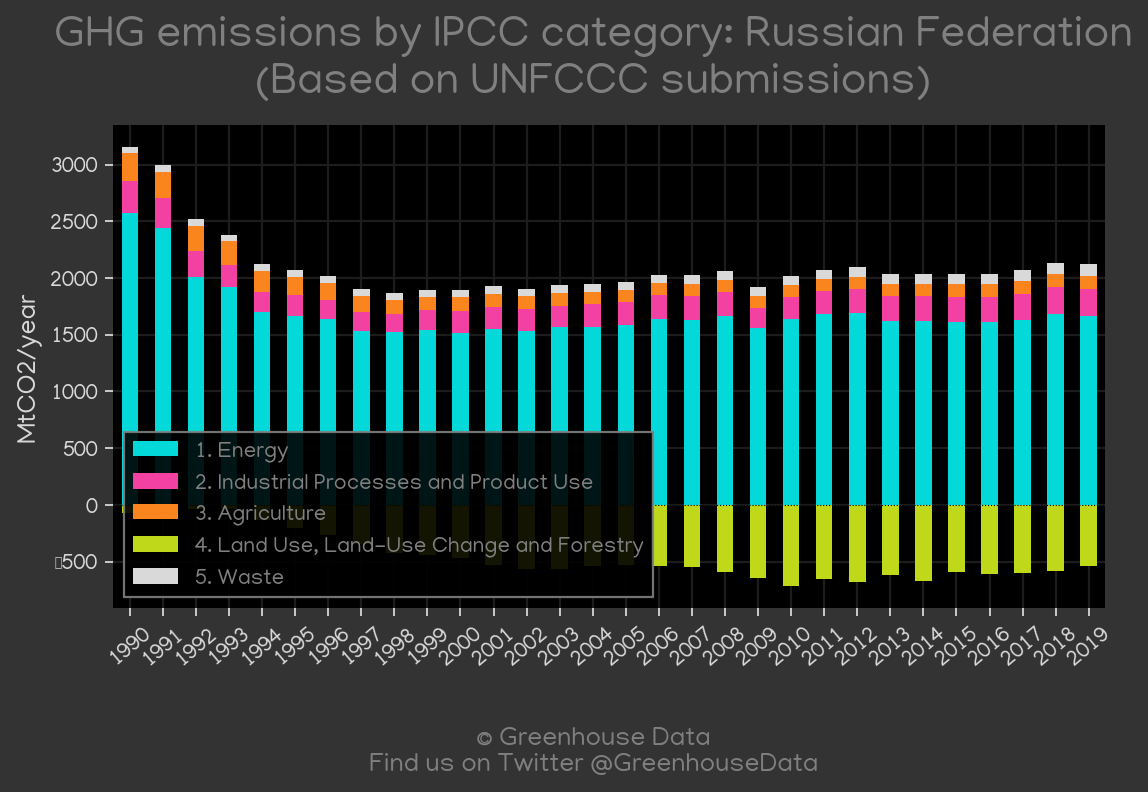 GHG emissions by IPCC category: Russian Federation
(Based on UNFCCC submissions)
MtCO2/year
3000
2500
2000
1500
1000
500
0
▯500
1. Energy
2. Industrial Processes and Product Use
3. Agriculture
4. Land Use, Land-Use Change and Forestry
5. Waste
1990 1991 1992 1993 1994 1995 1996 1997 1998 1999 2000 2001 2002 2003 2004 2005 2006 2007 2008 2009 2010 2011 2012 2013 2014 2015 2016 2017 2018 2019
© Greenhouse Data
Find us on Twitter @GreenhouseData